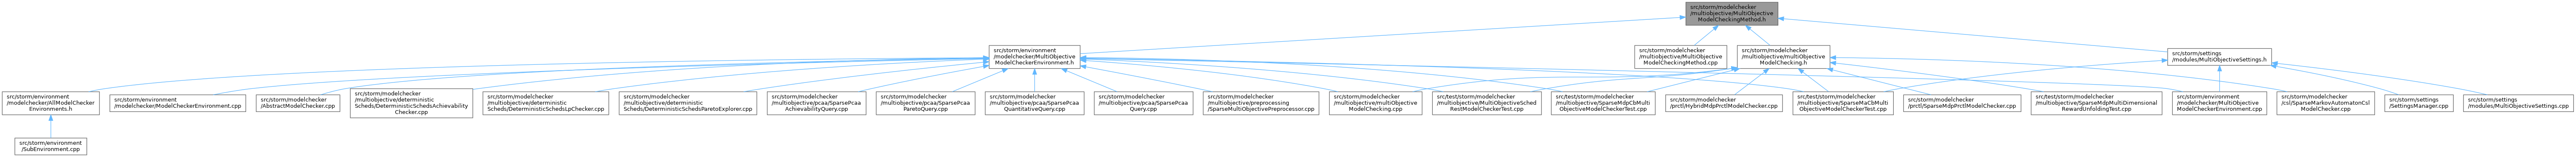 src/storm/modelchecker
/multiobjective/MultiObjective
ModelCheckingMethod.h
src/storm/environment
/modelchecker/MultiObjective
ModelCheckerEnvironment.h
src/storm/modelchecker
/multiobjective/MultiObjective
ModelCheckingMethod.cpp
src/storm/modelchecker
/multiobjective/multiObjective
ModelChecking.h
src/storm/settings
/modules/MultiObjectiveSettings.h
src/storm/environment
/modelchecker/AllModelChecker
Environments.h
src/storm/environment
/modelchecker/ModelCheckerEnvironment.cpp
src/storm/modelchecker
/AbstractModelChecker.cpp
src/storm/modelchecker
/multiobjective/deterministic
Scheds/DeterministicSchedsAchievability
Checker.cpp
src/storm/modelchecker
/multiobjective/deterministic
Scheds/DeterministicSchedsLpChecker.cpp
src/storm/modelchecker
/multiobjective/deterministic
Scheds/DeterministicSchedsParetoExplorer.cpp
src/storm/modelchecker
/multiobjective/pcaa/SparsePcaa
AchievabilityQuery.cpp
src/storm/modelchecker
/multiobjective/pcaa/SparsePcaa
ParetoQuery.cpp
src/storm/modelchecker
/multiobjective/pcaa/SparsePcaa
QuantitativeQuery.cpp
src/storm/modelchecker
/multiobjective/pcaa/SparsePcaa
Query.cpp
src/storm/modelchecker
/multiobjective/preprocessing
/SparseMultiObjectivePreprocessor.cpp
src/storm/modelchecker
/multiobjective/multiObjective
ModelChecking.cpp
src/test/storm/modelchecker
/multiobjective/MultiObjectiveSched
RestModelCheckerTest.cpp
src/test/storm/modelchecker
/multiobjective/SparseMdpCbMulti
ObjectiveModelCheckerTest.cpp
src/storm/modelchecker
/prctl/HybridMdpPrctlModelChecker.cpp
src/test/storm/modelchecker
/multiobjective/SparseMaCbMulti
ObjectiveModelCheckerTest.cpp
src/storm/modelchecker
/prctl/SparseMdpPrctlModelChecker.cpp
src/test/storm/modelchecker
/multiobjective/SparseMdpMultiDimensional
RewardUnfoldingTest.cpp
src/storm/environment
/modelchecker/MultiObjective
ModelCheckerEnvironment.cpp
src/storm/modelchecker
/csl/SparseMarkovAutomatonCsl
ModelChecker.cpp
src/storm/settings
/SettingsManager.cpp
src/storm/settings
/modules/MultiObjectiveSettings.cpp
src/storm/environment
/SubEnvironment.cpp